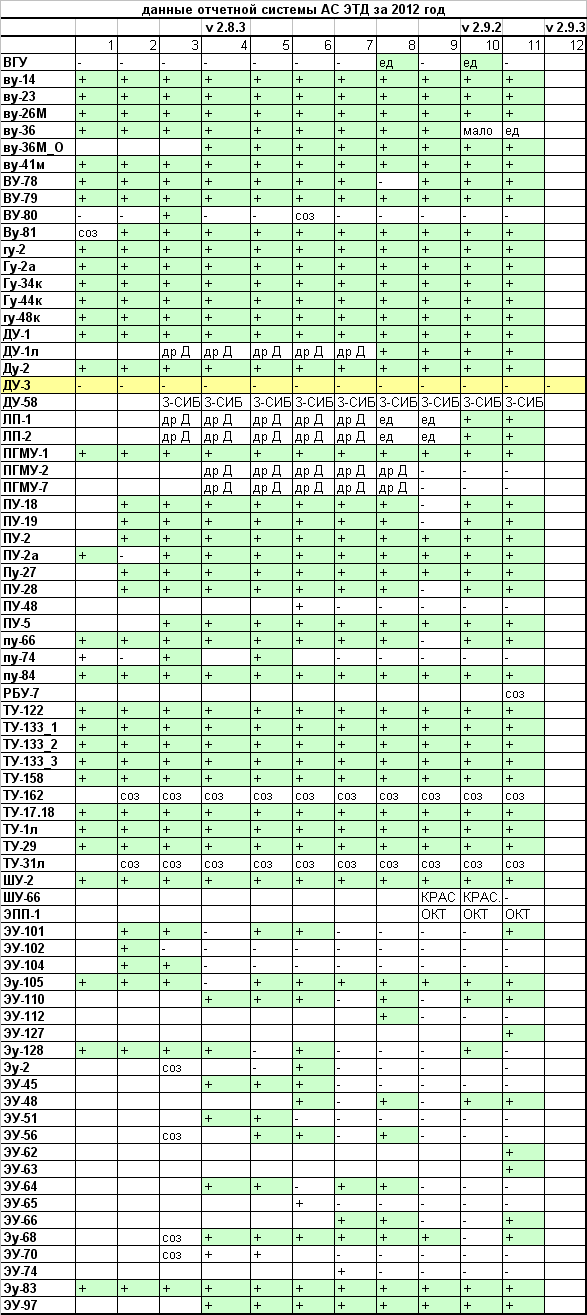 данные отчетной системы АС ЭТД за 2012 год
v 2.8.3 v 2.9.2 v 2.9.3
1 2 3 4 5 6 7 8 9 10 11 12
ВГУ - - - - - - - ед - ед -
ву-14 + + + + + + + + + + +
ву-23 + + + + + + + + + + +
ву-26М + + + + + + + + + + +
ву-36 + + + + + + + + + мало ед
ву-36М_О + + + + + + + +
ву-41м + + + + + + + + + + +
ВУ-78 + + + + + + + - + + +
ВУ-79 + + + + + + + + + + +
ВУ-80 - - + - - соз - - - - -
Ву-81 соз + + + + + + + + + +
гу-2 + + + + + + + + + + +
Гу-2а + + + + + + + + + + +
Гу-34к + + + + + + + + + + +
Гу-44к + + + + + + + + + + +
гу-48к + + + + + + + + + + +
ДУ-1 + + + + + + + + + + +
ДУ-1л др Д др Д др Д др Д др Д + + + +
Ду-2 + + + + + + + + + + +
ДУ-3 - - - - - - - - - - - -
ДУ-58 З-СИБ З-СИБ З-СИБ З-СИБ З-СИБ З-СИБ З-СИБ З-СИБ З-СИБ
ЛП-1 др Д др Д др Д др Д др Д ед ед + +
ЛП-2 др Д др Д др Д др Д др Д ед ед + +
ПГМУ-1 + + + + + + + + + + +
ПГМУ-2 др Д др Д др Д др Д др Д - - -
ПГМУ-7 др Д др Д др Д др Д др Д - - -
ПУ-18 + + + + + + + - + +
ПУ-19 + + + + + + + - + +
ПУ-2 + + + + + + + + + +
ПУ-2а + - + + + + + + + + +
Пу-27 + + + + + + + + + +
ПУ-28 + + + + + + + - + +
ПУ-48 + - - - - -
ПУ-5 + + + + + + + + +
пу-66 + + + + + + + + - + +
пу-74 + - + + - - - - -
пу-84 + + + + + + + + + + +
РБУ-7 соз
ТУ-122 + + + + + + + + + + +
ТУ-133_1 + + + + + + + + + + +
ТУ-133_2 + + + + + + + + + + +
ТУ-133_3 + + + + + + + + + + +
ТУ-158 + + + + + + + + + + +
ТУ-162 соз соз соз соз соз соз соз соз соз соз
ТУ-17.18 + + + + + + + + + + +
ТУ-1л + + + + + + + + + + +
ТУ-29 + + + + + + + + + + +
ТУ-31л соз соз соз соз соз соз соз соз соз соз
ШУ-2 + + + + + + + + + + +
ШУ-66 КРАС КРАС. -
ЭПП-1 ОКТ ОКТ ОКТ
ЭУ-101 + + - + + - - - - +
ЭУ-102 + - - - - - - - - -
ЭУ-104 + + - - - - - - - -
Эу-105 + + + - + + + + + + +
ЭУ-110 + + + - + - + +
ЭУ-112 + - - -
ЭУ-127 +
Эу-128 + + + + - + - - - + -
Эу-2 соз - + - - - - -
ЭУ-45 + + + - - - - -
ЭУ-48 + - + - + +
ЭУ-51 + + - - - - - -
ЭУ-56 соз + + - + - - -
ЭУ-62 +
ЭУ-63 +
ЭУ-64 + + - + + - - -
ЭУ-65 + - - - - -
ЭУ-66 + + - - +
Эу-68 соз + + + + + + - +
ЭУ-70 соз + + - - - - -
ЭУ-74 + - - - -
Эу-83 + + + + + + + + + + +
ЭУ-97 + + + + + + + +